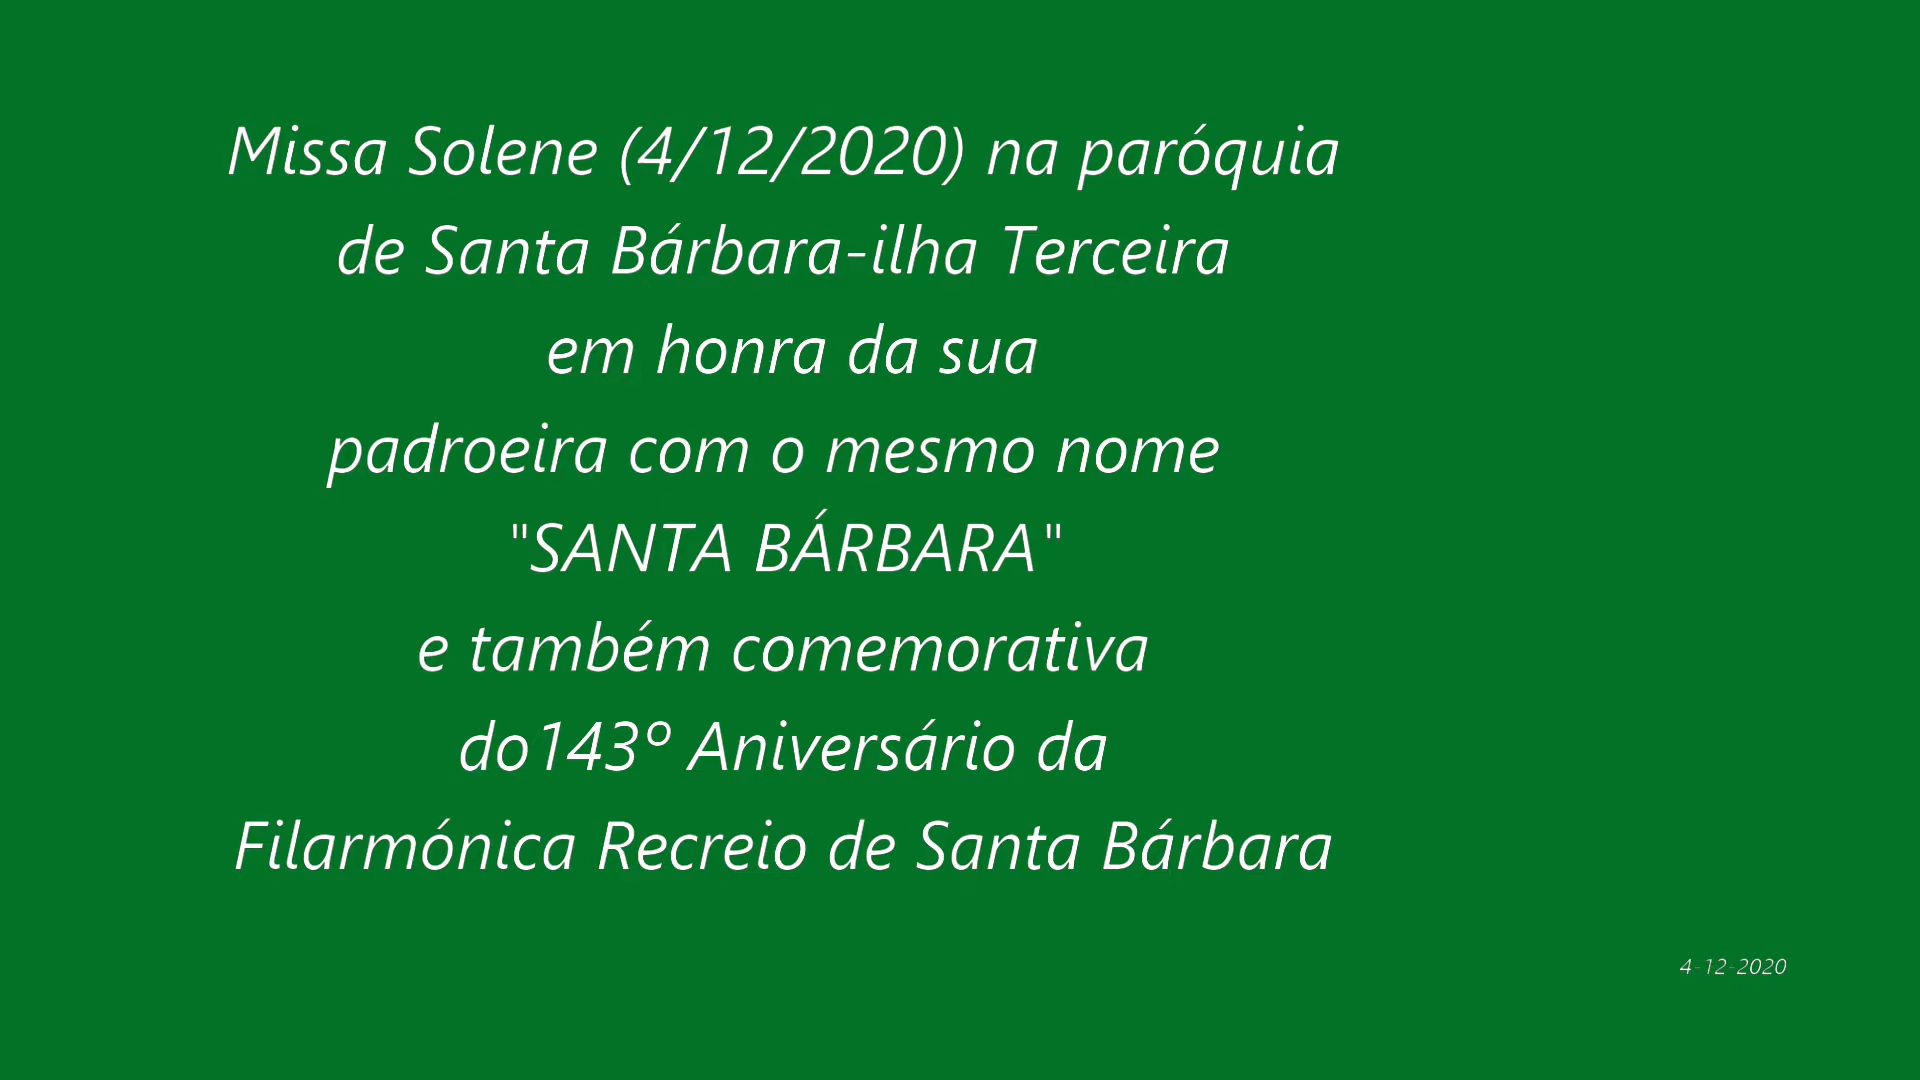 Missa Solene (4/12/2020) na paróquia
de Santa Bárbara-ilha Terceira
em honra da sua
padroeira com o mesmo nome
"SANTA BÁRBARA"
e também comemorativa
do143º Aniversário da
Filarmónica Recreio de Santa Bárbara
4-12-2020